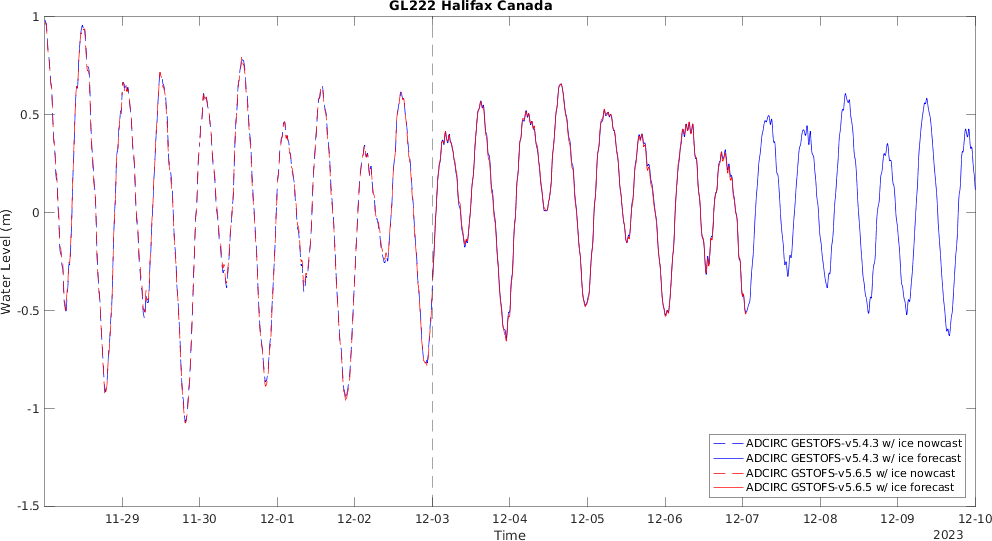 GL222 Halifax Canada
1
0.5
0
-0.5
-1
-1.5
Water Level (m)
ADCIRC GESTOFS-v5.4.3 w/ ice nowcast
ADCIRC GESTOFS-v5.4.3 w/ ice forecast
ADCIRC GSTOFS-v5.6.5 w/ ice nowcast
ADCIRC GSTOFS-v5.6.5 w/ ice forecast
11-29 11-30 12-01 12-02 12-03 12-04 12-05 12-06 12-07 12-08 12-09 12-10
Time
2023